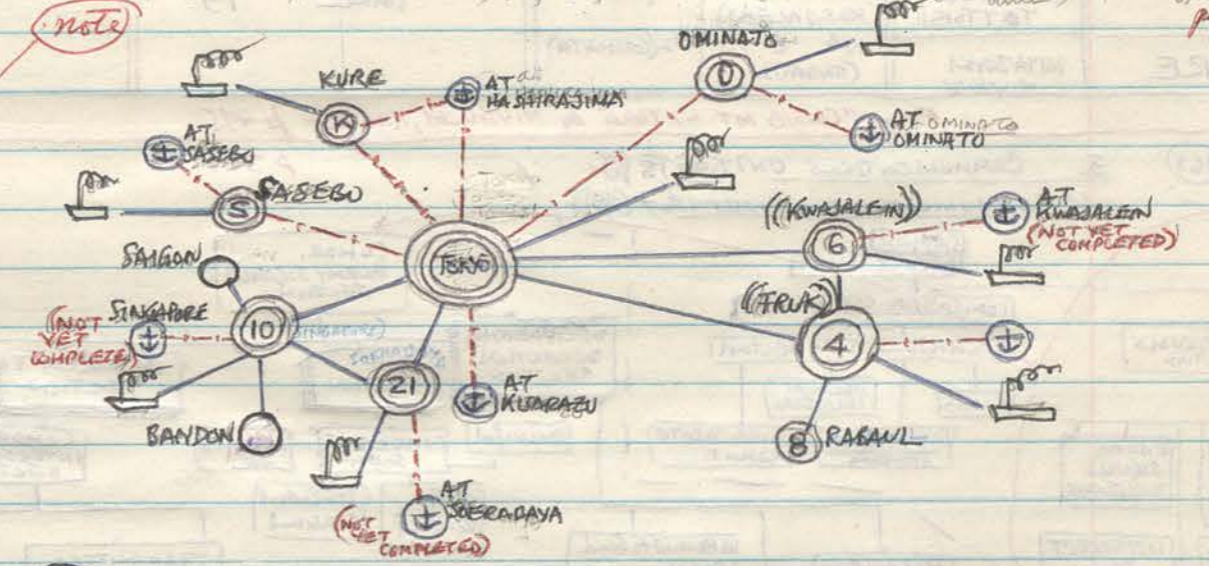 note
KURE
K
AT
HASHIRAJIMA
OMINATO
O
AT OMINATO
OMINATO
AT
SASEBO
S
SASEBO
TOKYO
((KWAJALEIN))
6
AT
KWAJALEIN
(NOT YET
COMPLETED)
SAIGON
SINGAPORE
(NOT
YET
COMPLETE)
10
(SINGAPORE)
21
((TRUK))
4
AT
KISARAZU
BANDON
8
RABAUL
AT
SOERABAYA
(NOT
YET
COMPLETED)